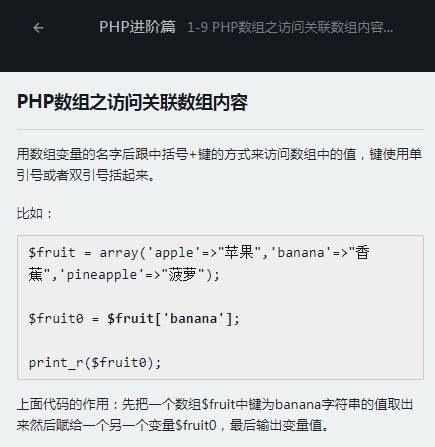 ← PHP进阶篇 1-9 PHP数组之访问关联数组内容...
PHP数组之访问关联数组内容
用数组变量的名字后跟中括号+键的方式来访问数组中的值，键使用单
引号或者双引号括起来。
比如：
$fruit = array('apple'=>"苹果",'banana'=>"香
蕉",'pineapple'=>"菠萝");
$fruit0 = $fruit['banana'];
print_r($fruit0);
上面代码的作用：先把一个数组$fruit中键为banana字符串的值取出
来然后赋给一个另一个变量$fruit0，最后输出变量值。